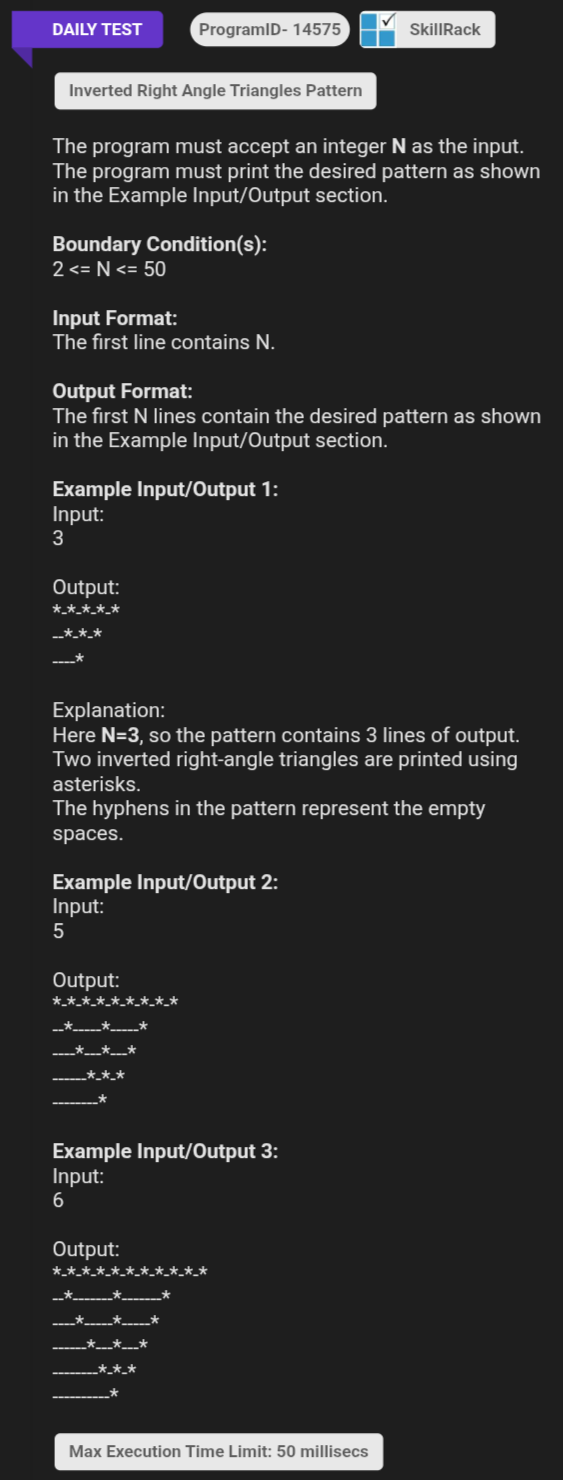 DAILY TEST
ProgramID- 14575
SkillRack
Inverted Right Angle Triangles Pattern
The program must accept an integer N as the input.
The program must print the desired pattern as shown
in the Example Input/Output section.
Boundary Condition(s):
2 <= N <= 50
Input Format:
The first line contains N.
Output Format:
The first N lines contain the desired pattern as shown
in the Example Input/Output section.
Example Input/Output 1:
Input:
3
Output:
*-*-*-*-*
--*-*-*
----*
Explanation:
Here N=3, so the pattern contains 3 lines of output.
Two inverted right-angle triangles are printed using
asterisks.
The hyphens in the pattern represent the empty
spaces.
Example Input/Output 2:
Input:
5
Output:
*-*-*-*-*-*-*-*-*
--*-----*-----*
----*---*---*
------*-*-*
--------*
Example Input/Output 3:
Input:
6
Output:
*-*-*-*-*-*-*-*-*-*-*
--*-------*-------*
----*-----*-----*
------*---*---*
--------*-*-*
----------*
Max Execution Time Limit: 50 millisecs